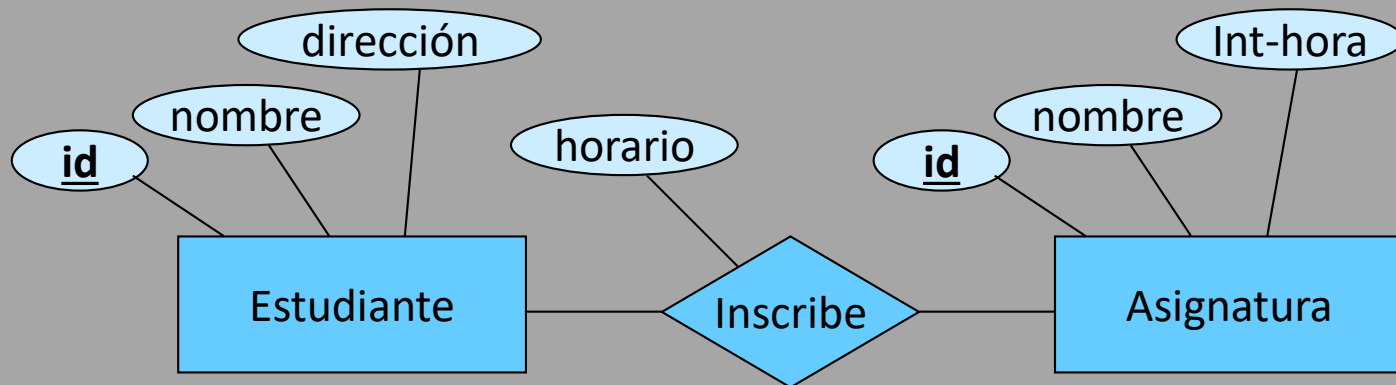 dirección
Int-hora
nombre
nombre
horario
id
id
Estudiante
Inscribe
Asignatura